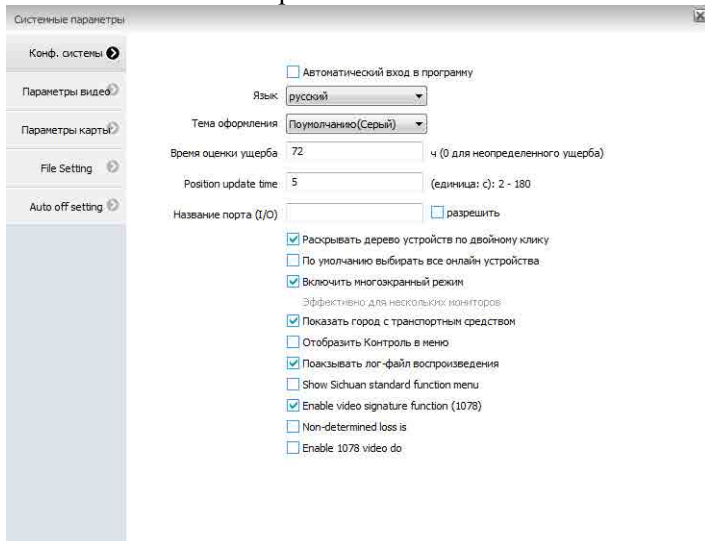 Системные параметры
Конф. системы
Параметры видео
Параметры карты
File Setting
Auto off setting
Автоматический вход в программу
Язык русский
Тема оформления Поумолчанию(Серый)
Время оценки ущерба 72 ч (0 для неопределенного ущерба)
Position update time 5 (единица: с): 2 - 180
Название порта (I/O) разрешить
Раскрывать дерево устройств по двойному клику
По умолчанию выбирать все онлайн устройства
Включить многоэкранный режим
Эффективно для нескольких мониторов
Показать город с транспортным средством
Отобразить Контроль в меню
Поакзывать лог-файл воспроизведения
Show Sichuan standard function menu
Enable video signature function (1078)
Non-determined loss is
Enable 1078 video do